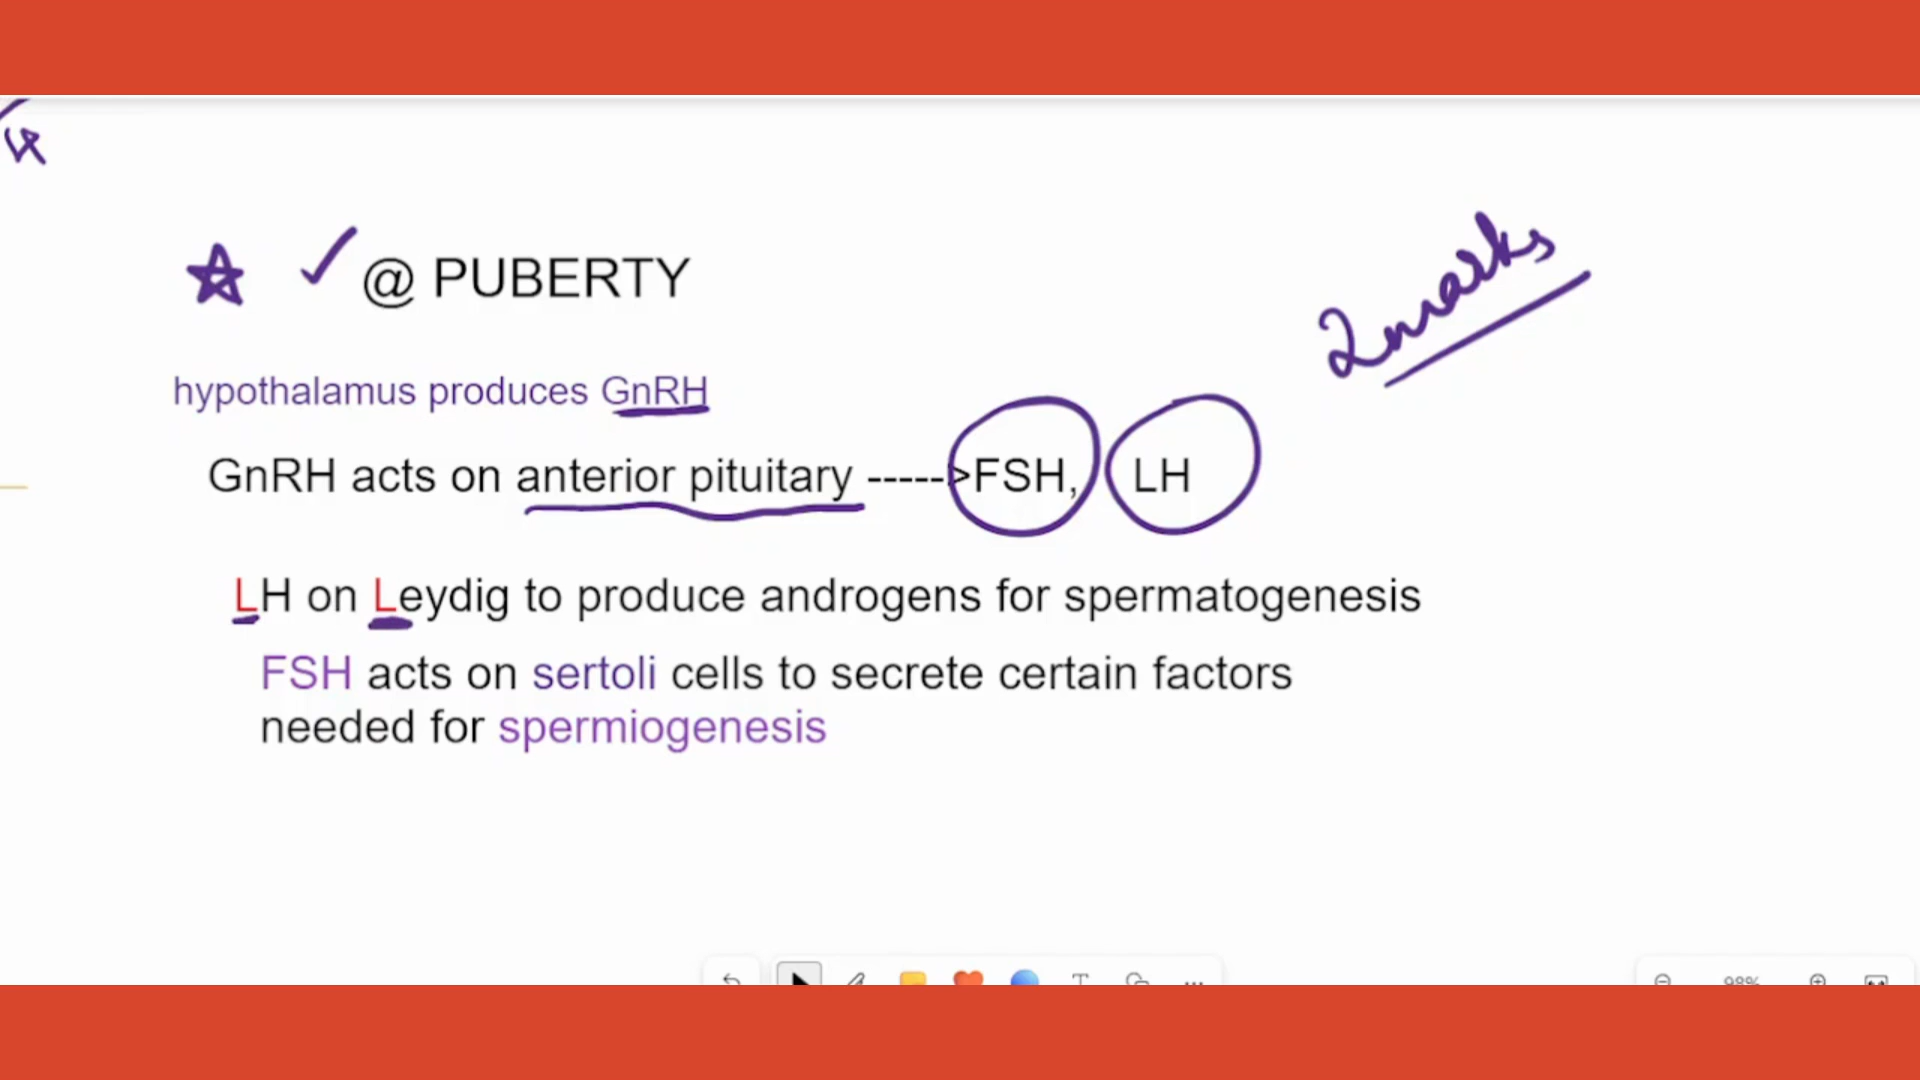 @ PUBERTY
2marks
hypothalamus produces GnRH
GnRH acts on anterior pituitary ----->FSH, LH
LH on Leydig to produce androgens for spermatogenesis
FSH acts on sertoli cells to secrete certain factors
needed for spermiogenesis
98%